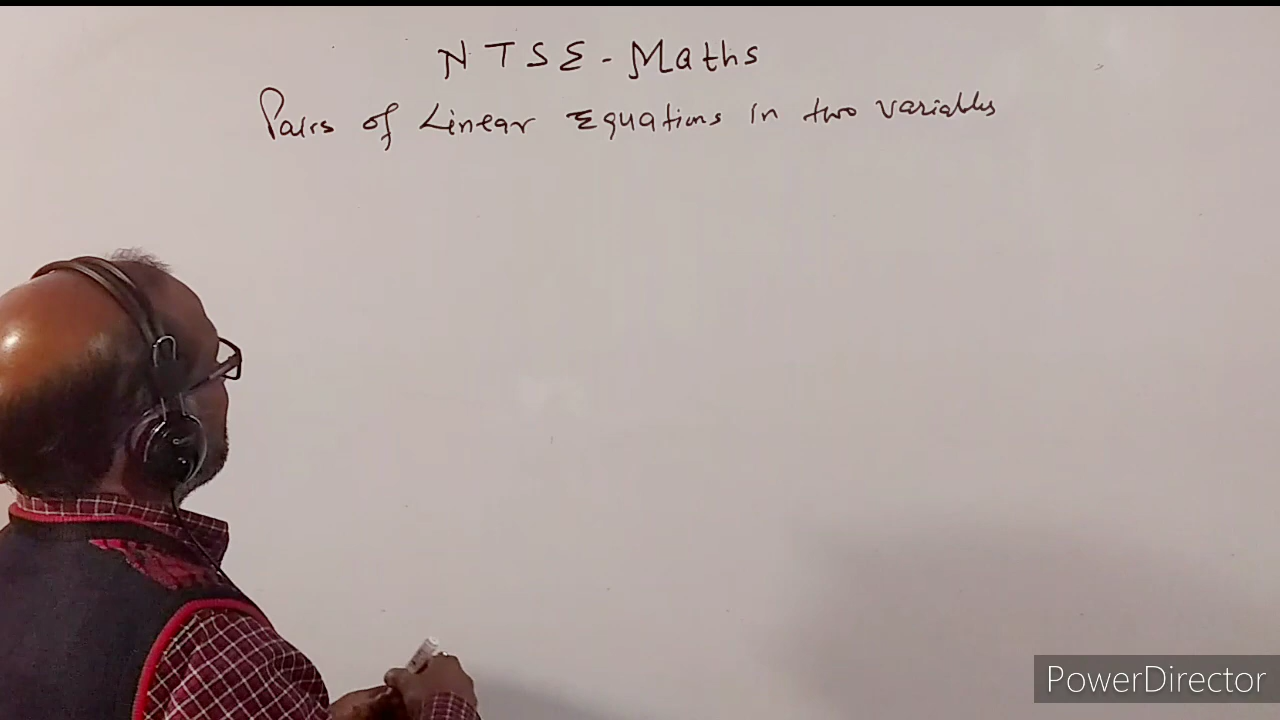 NTSE - Maths
Pairs of Linear Equations in two variables
PowerDirector